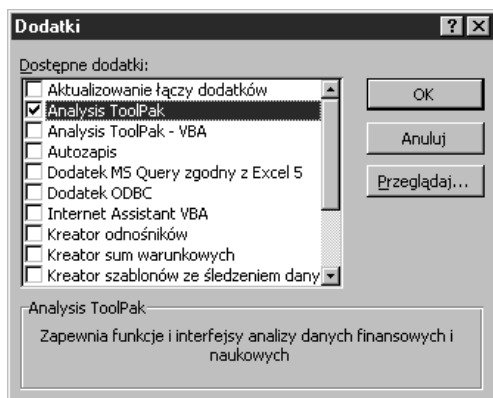 Dodatki
Dostępne dodatki:
Aktualizowanie łączy dodatków
Analysis ToolPak
Analysis ToolPak - VBA
Autozapis
Dodatek MS Query zgodny z Excel 5
Dodatek ODBC
Internet Assistant VBA
Kreator odnośników
Kreator sum warunkowych
Kreator szablonów ze śledzeniem dany
OK
Anuluj
Przeglądaj...
Analysis ToolPak
Zapewnia funkcje i interfejsy analizy danych finansowych i
naukowych